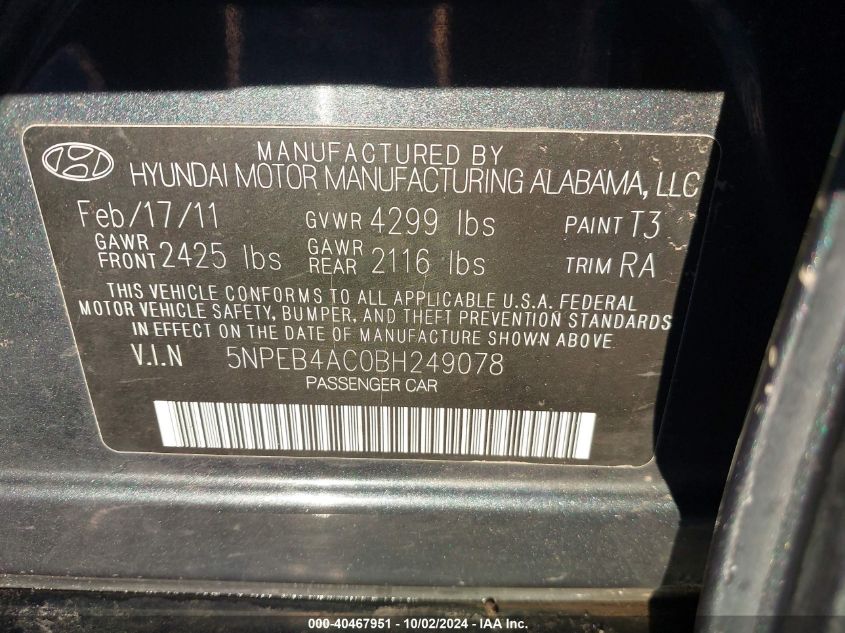 MANUFACTURED BY
HYUNDAI MOTOR MANUFACTURING ALABAMA, LLC
Feb/17/11 GVWR 4299 lbs PAINT T3
GAWR FRONT 2425 lbs GAWR REAR 2116 lbs TRIM RA
THIS VEHICLE CONFORMS TO ALL APPLICABLE U.S.A. FEDERAL
MOTOR VEHICLE SAFETY, BUMPER, AND THEFT PREVENTION STANDARDS
IN EFFECT ON THE DATE OF MANUFACTURE SHOWN ABOVE.
V.I.N 5NPEB4AC0BH249078
PASSENGER CAR
000-40467951 - 10/02/2024 - IAA Inc.